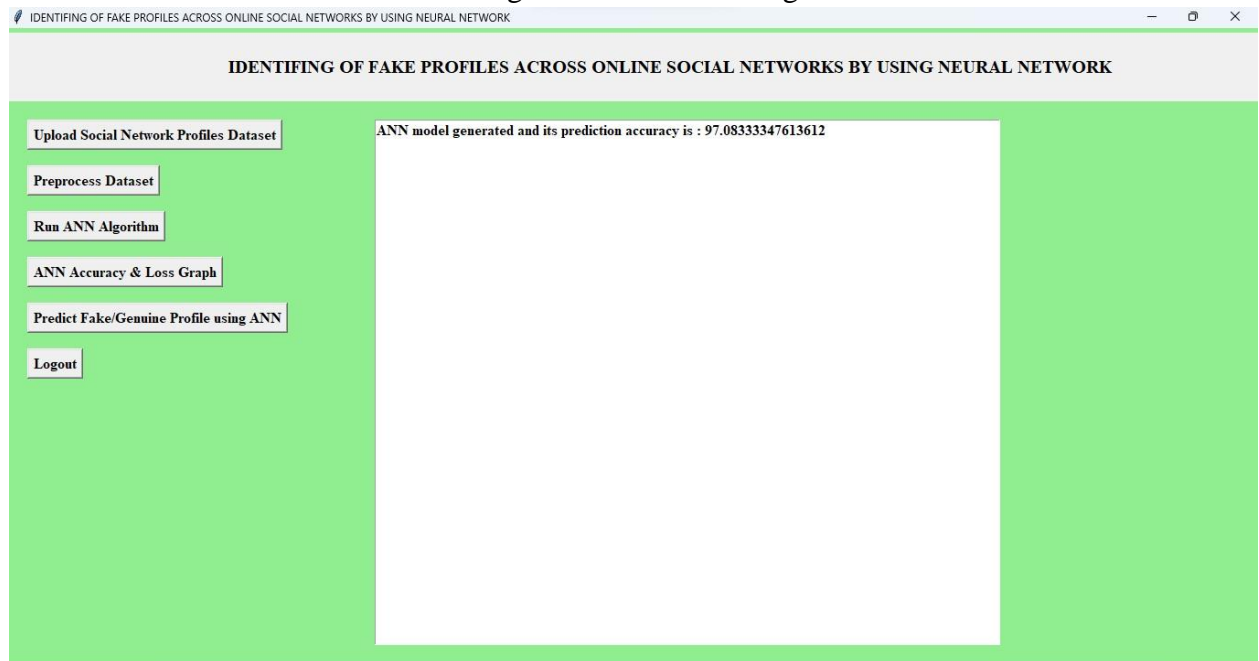 IDENTIFING OF FAKE PROFILES ACROSS ONLINE SOCIAL NETWORKS BY USING NEURAL NETWORK
IDENTIFING OF FAKE PROFILES ACROSS ONLINE SOCIAL NETWORKS BY USING NEURAL NETWORK
Upload Social Network Profiles Dataset
ANN model generated and its prediction accuracy is : 97.08333347613612
Preprocess Dataset
Run ANN Algorithm
ANN Accuracy & Loss Graph
Predict Fake/Genuine Profile using ANN
Logout